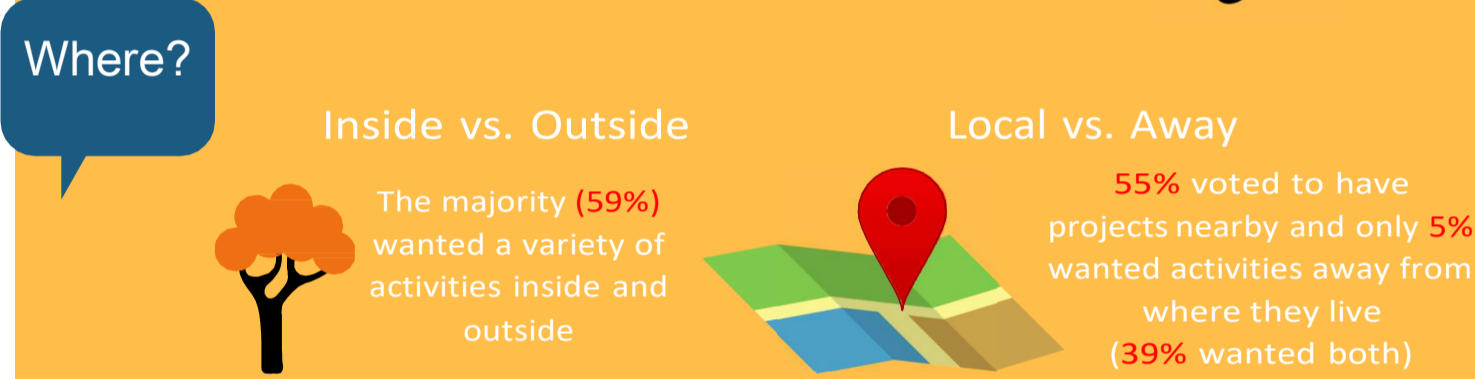 Where?
Inside vs. Outside
The majority (59%)
wanted a variety of
activities inside and
outside
Local vs. Away
55% voted to have
projects nearby and only 5%
wanted activities away from
where they live
(39% wanted both)